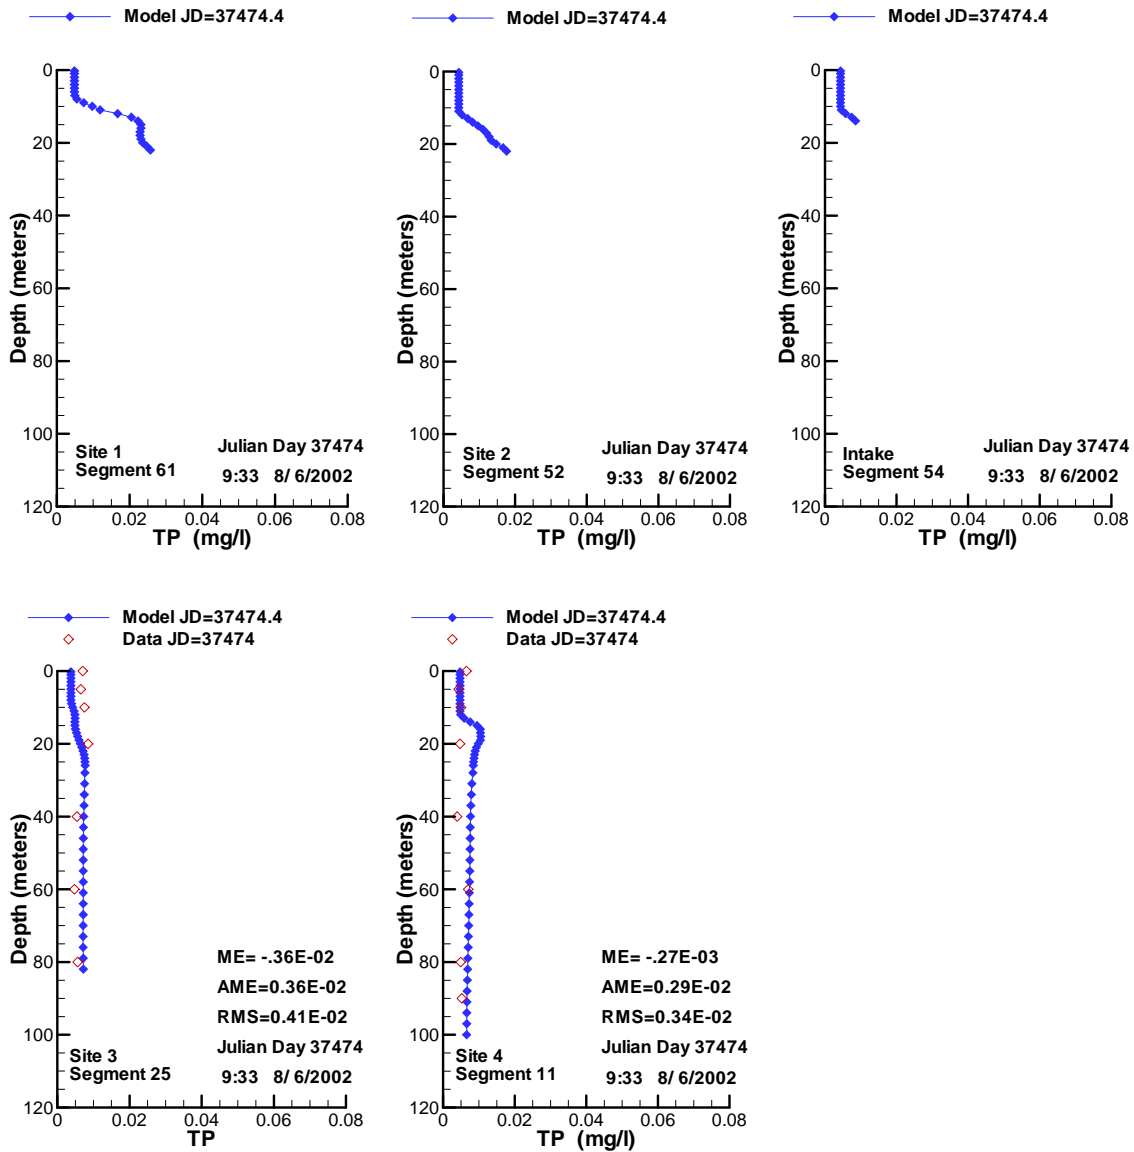 Model JD=37474.4
0
20
40
60
80
100
120
Depth (meters)
Site 1
Segment 61
Julian Day 37474
9:33 8/ 6/2002
0 0.02 0.04 0.06 0.08
TP (mg/l)
Model JD=37474.4
0
20
40
60
80
100
120
Depth (meters)
Site 2
Segment 52
Julian Day 37474
9:33 8/ 6/2002
0 0.02 0.04 0.06 0.08
TP (mg/l)
Model JD=37474.4
0
20
40
60
80
100
120
Depth (meters)
Intake
Segment 54
Julian Day 37474
9:33 8/ 6/2002
0 0.02 0.04 0.06 0.08
TP (mg/l)
Model JD=37474.4
Data JD=37474
0
20
40
60
80
100
120
Depth (meters)
ME= -.36E-02
AME=0.36E-02
RMS=0.41E-02
Site 3
Segment 25
Julian Day 37474
9:33 8/ 6/2002
0 0.02 0.04 0.06 0.08
TP
Model JD=37474.4
Data JD=37474
0
20
40
60
80
100
120
Depth (meters)
ME= -.27E-03
AME=0.29E-02
RMS=0.34E-02
Site 4
Segment 11
Julian Day 37474
9:33 8/ 6/2002
0 0.02 0.04 0.06 0.08
TP (mg/l)